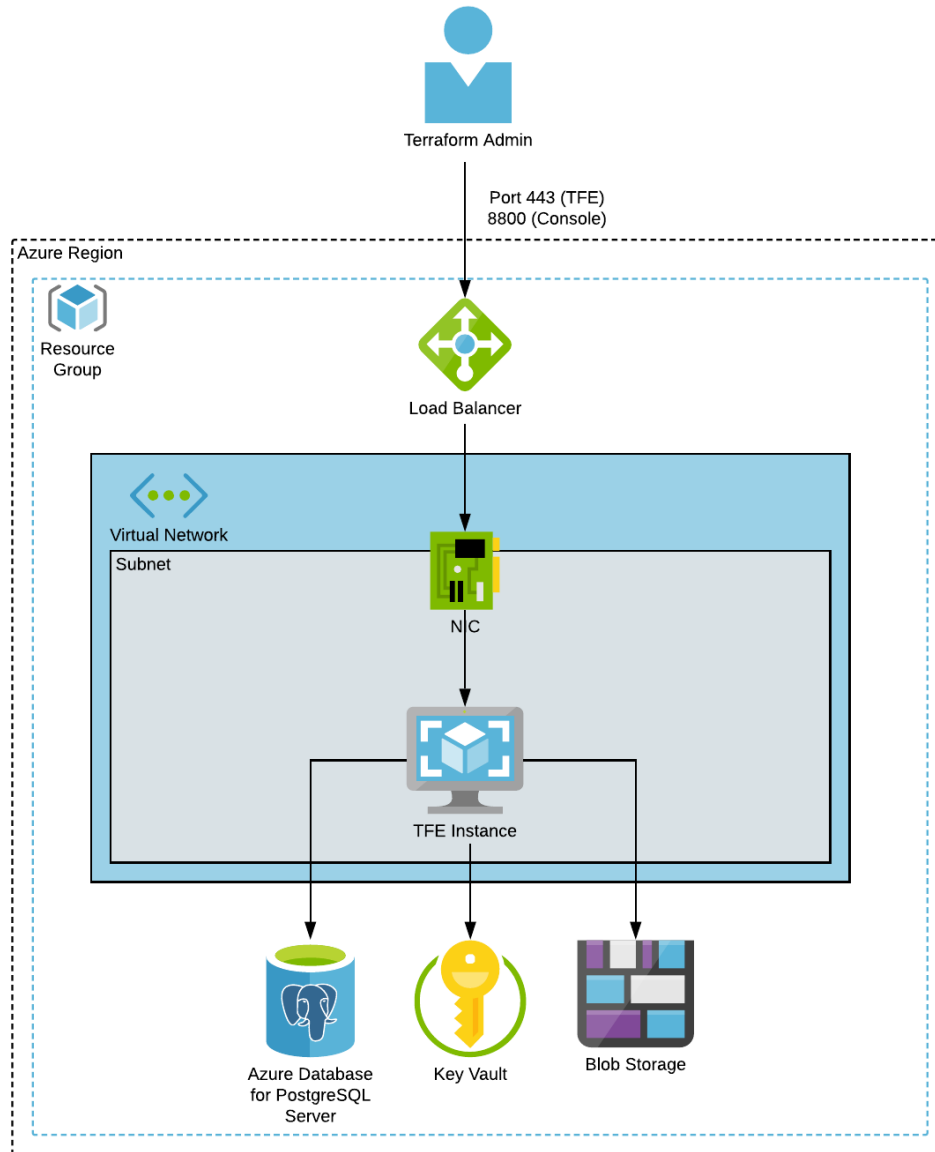 Terraform Admin
Port 443 (TFE)
8800 (Console)
Azure Region
Resource
Group
Load Balancer
Virtual Network
Subnet
NIC
TFE Instance
Azure Database
for PostgreSQL
Server
Key Vault
Blob Storage